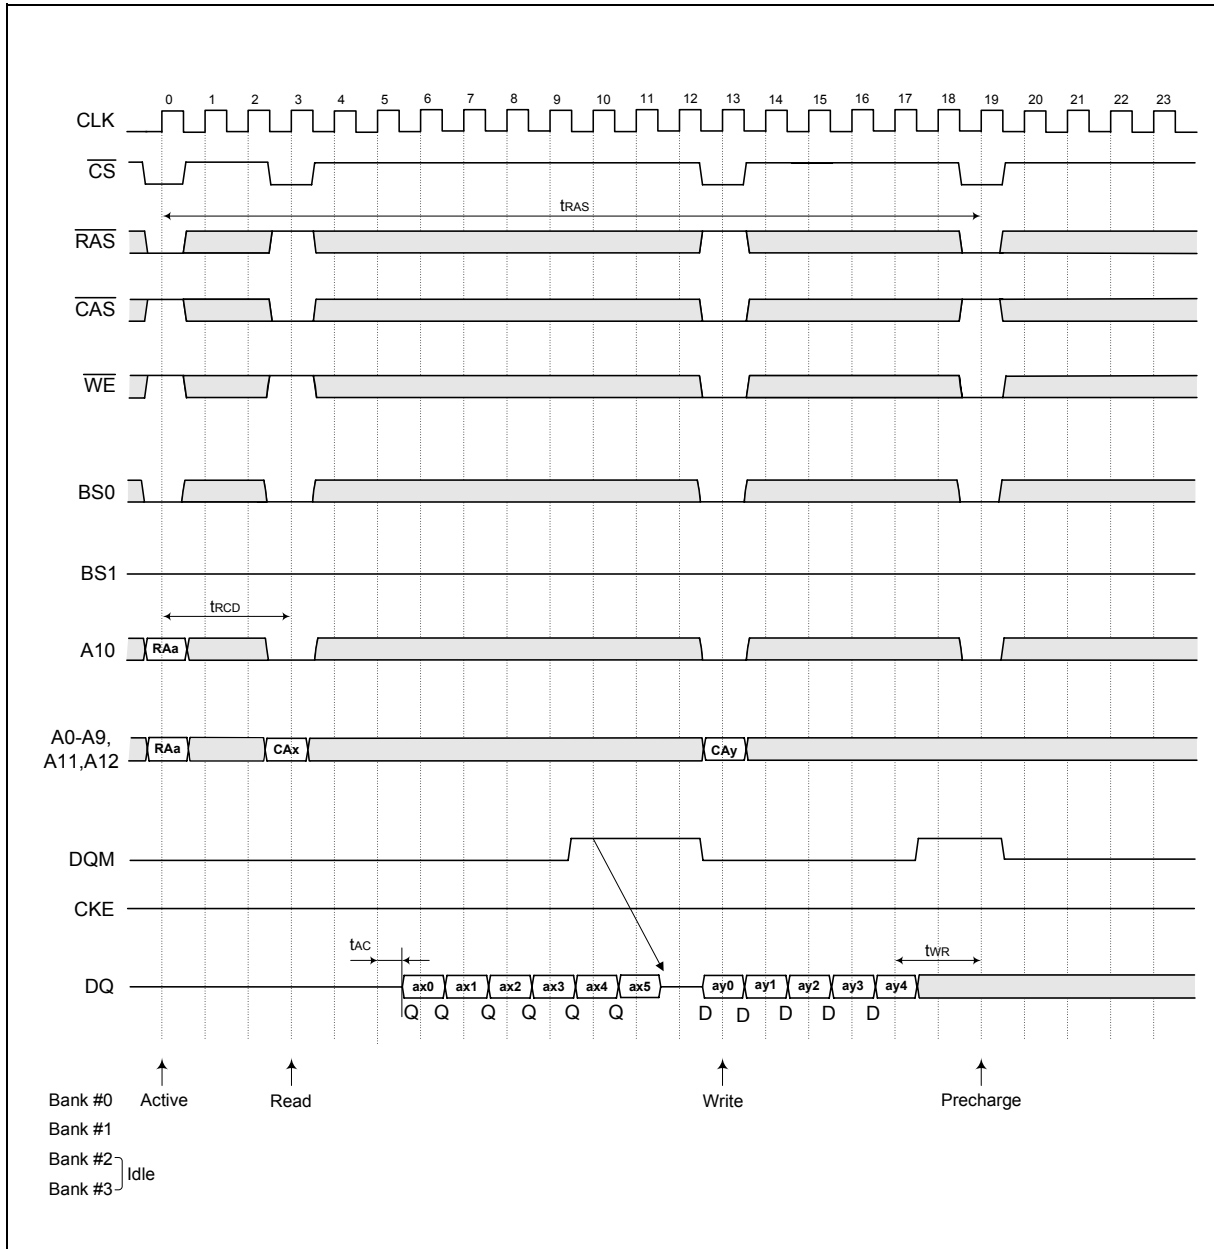 0 1 2 3 4 5 6 7 8 9 10 11 12 13 14 15 16 17 18 19 20 21 22 23
CLK
CS
tRAS
RAS
CAS
WE
BS0
BS1
tRCD
A10 RAa
A0-A9,
A11,A12
RAa CAx CAy
DQM
CKE
tAC tWR
DQ ax0 ax1 ax2 ax3 ax4 ax5 ay0 ay1 ay2 ay3 ay4
Q Q Q Q Q Q D D D D D
Bank #0 Active Read Write Precharge
Bank #1
Bank #2
Idle
Bank #3